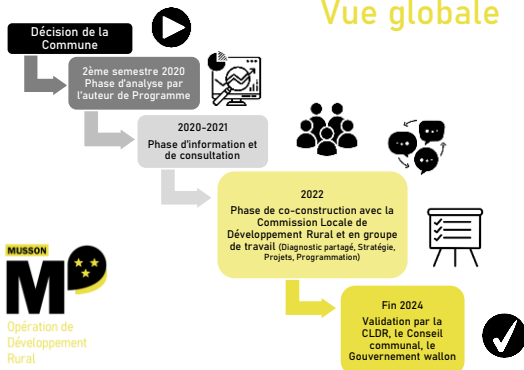 Vue globale
Décision de la
Commune
2ème semestre 2020
Phase d'analyse par
l'auteur de Programme
2020-2021
Phase d'information et
de consultation
2022
Phase de co-construction avec la
Commission Locale de
Développement Rural et en groupe
de travail (Diagnostic partagé, Stratégie,
Projets, Programmation)
Fin 2024
Validation par la
CLDR, le Conseil
communal, le
Gouvernement wallon
MUSSON
M
Opération de
Développement
Rural